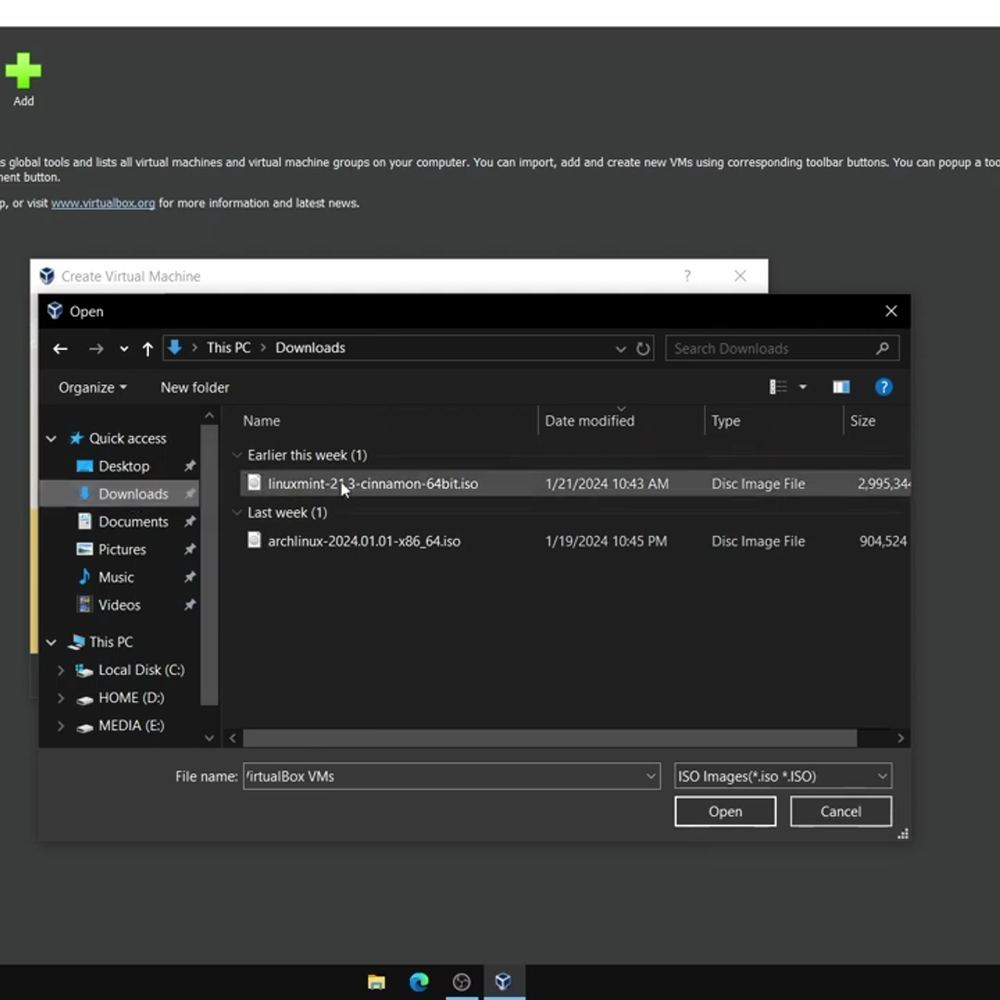 Add
s global tools and lists all virtual machines and virtual machine groups on your computer. You can import, add and create new VMs using corresponding toolbar buttons. You can popup a too
nent button.
p, or visit www.virtualbox.org for more information and latest news.
Create Virtual Machine ?
Open
This PC > Downloads
Search Downloads
Organize New folder ?
Name Date modified Type Size
Quick access
Desktop
Downloads
Documents
Pictures
Music
Videos
This PC
Local Disk (C:)
HOME (D:)
MEDIA (E:)
Earlier this week (1)
linuxmint-21.3-cinnamon-64bit.iso 1/21/2024 10:43 AM Disc Image File 2,995,344
Last week (1)
archlinux-2024.01.01-x86_64.iso 1/19/2024 10:45 PM Disc Image File 904,524
File name: VirtualBox VMs ISO Images(*.iso *.ISO)
Open Cancel